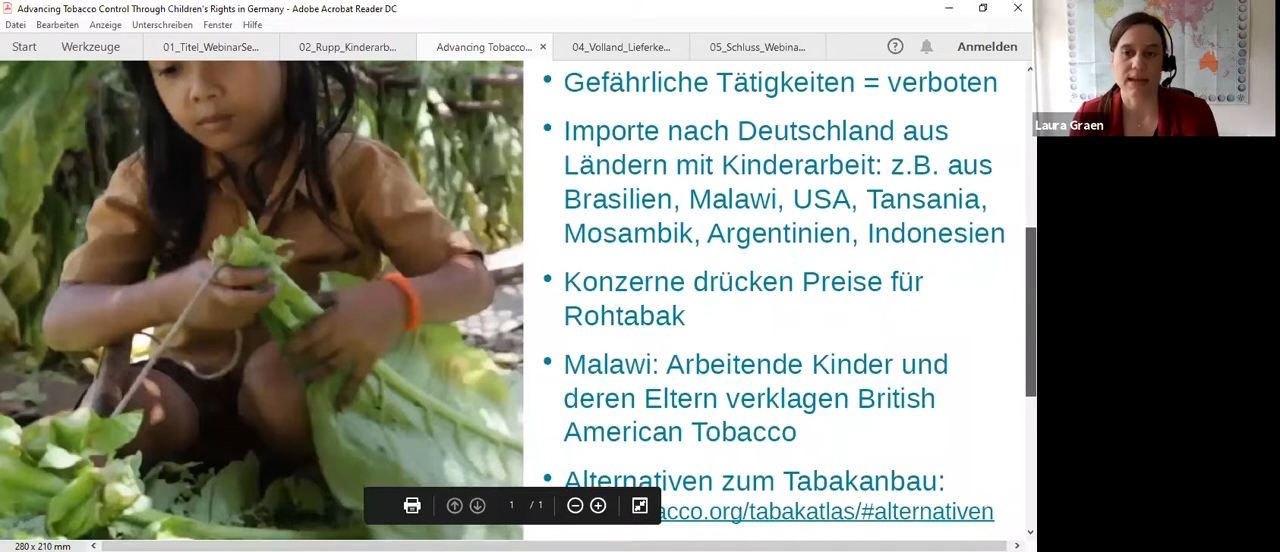 Advancing Tobacco Control Through Children's Rights in Germany - Adobe Acrobat Reader DC
Datei Bearbeiten Anzeige Unterschreiben Fenster Hilfe
Start Werkzeuge 01_Titel_WebinarSe... 02_Rupp_Kinderarb... Advancing Tobacco... × 04_Volland_Lieferke... 05_Schluss_Webina... Anmelden
Laura Graen
• Gefährliche Tätigkeiten = verboten
• Importe nach Deutschland aus
Ländern mit Kinderarbeit: z.B. aus
Brasilien, Malawi, USA, Tansania,
Mosambik, Argentinien, Indonesien
• Konzerne drücken Preise für
Rohtabak
• Malawi: Arbeitende Kinder und
deren Eltern verklagen British
American Tobacco
• Alternativen zum Tabakanbau:
acco.org/tabakatlas/#alternativen
1 / 1
280 x 210 mm